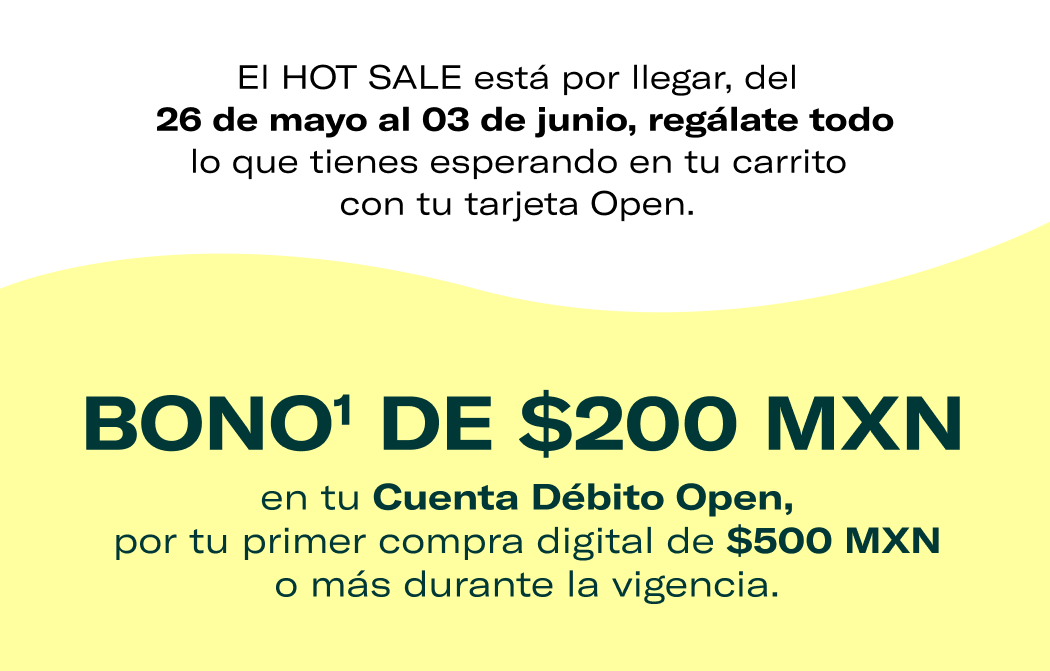 El HOT SALE está por llegar, del
26 de mayo al 03 de junio, regálate todo
lo que tienes esperando en tu carrito
con tu tarjeta Open.
BONO¹ DE $200 MXN
en tu Cuenta Débito Open,
por tu primer compra digital de $500 MXN
o más durante la vigencia.